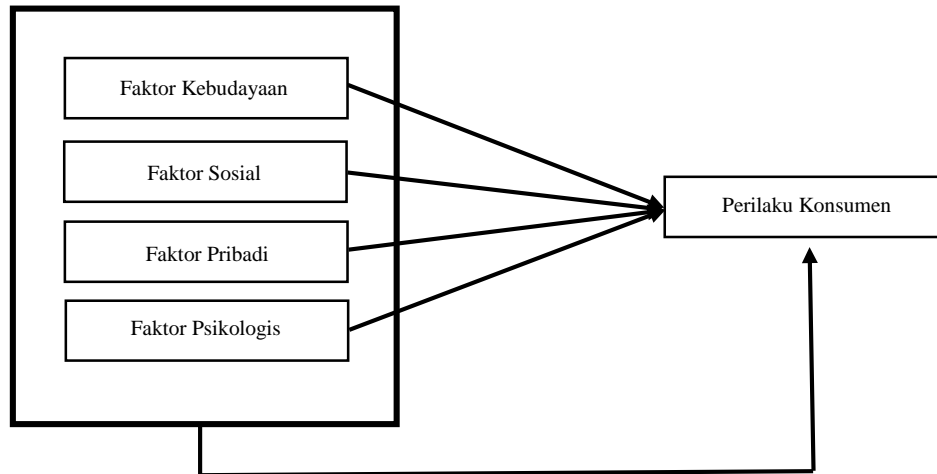 Faktor Kebudayaan
Faktor Sosial
Faktor Pribadi
Faktor Psikologis
Perilaku Konsumen